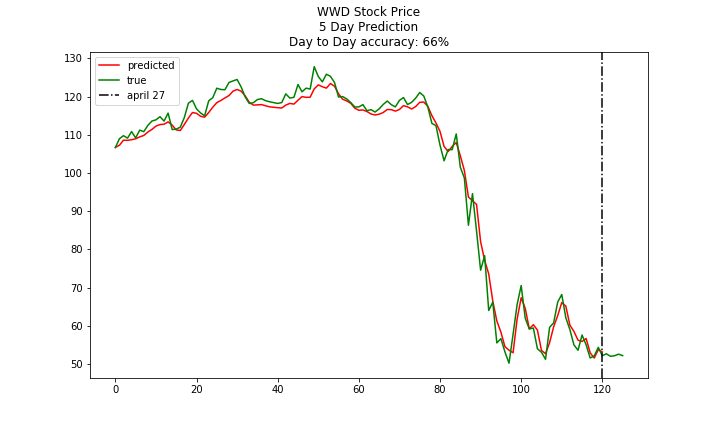 WWD Stock Price
5 Day Prediction
Day to Day accuracy: 66%
predicted
true
april 27
130
120
110
100
90
80
70
60
50
0
20
40
60
80
100
120